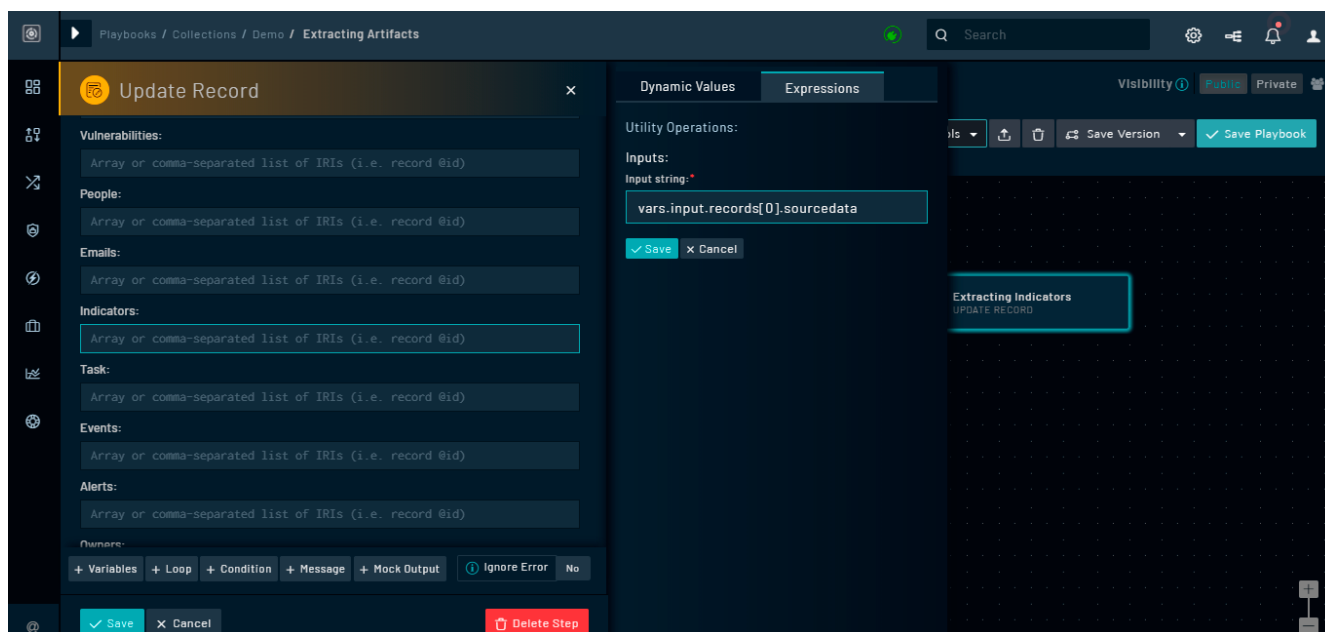 Playbooks / Collections / Demo / Extracting Artifacts
Search
Update Record
Vulnerabilities:
Array or comma-separated list of IRIs (i.e. record @id)
People:
Array or comma-separated list of IRIs (i.e. record @id)
Emails:
Array or comma-separated list of IRIs (i.e. record @id)
Indicators:
Array or comma-separated list of IRIs (i.e. record @id)
Task:
Array or comma-separated list of IRIs (i.e. record @id)
Events:
Array or comma-separated list of IRIs (i.e. record @id)
Alerts:
Array or comma-separated list of IRIs (i.e. record @id)
Owners:
+ Variables + Loop + Condition + Message + Mock Output Ignore Error No
Save × Cancel Delete Step
@
Dynamic Values Expressions
Utility Operations:
Inputs:
Input string:*
vars.input.records[0].sourcedata
Save × Cancel
Visibility Public Private
ls Save Version Save Playbook
Extracting Indicators
UPDATE RECORD